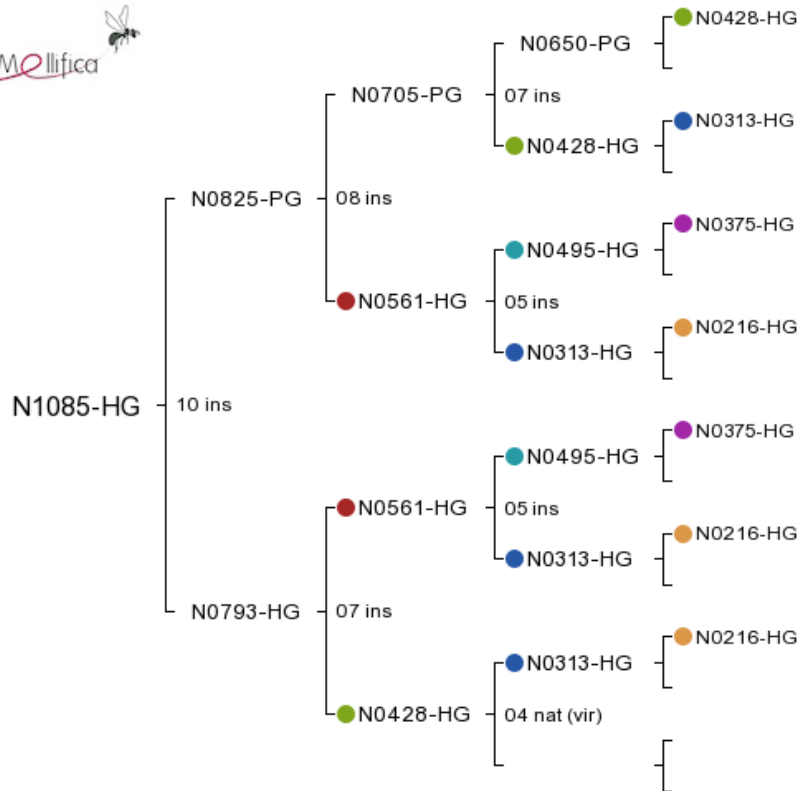 Mellifica
N0428-HG
N0650-PG
N0705-PG
07 ins
N0313-HG
N0428-HG
N0825-PG
08 ins
N0375-HG
N0495-HG
N0561-HG
05 ins
N0216-HG
N0313-HG
N1085-HG
10 ins
N0375-HG
N0495-HG
N0561-HG
05 ins
N0216-HG
N0313-HG
N0793-HG
07 ins
N0216-HG
N0313-HG
N0428-HG
04 nat (vir)